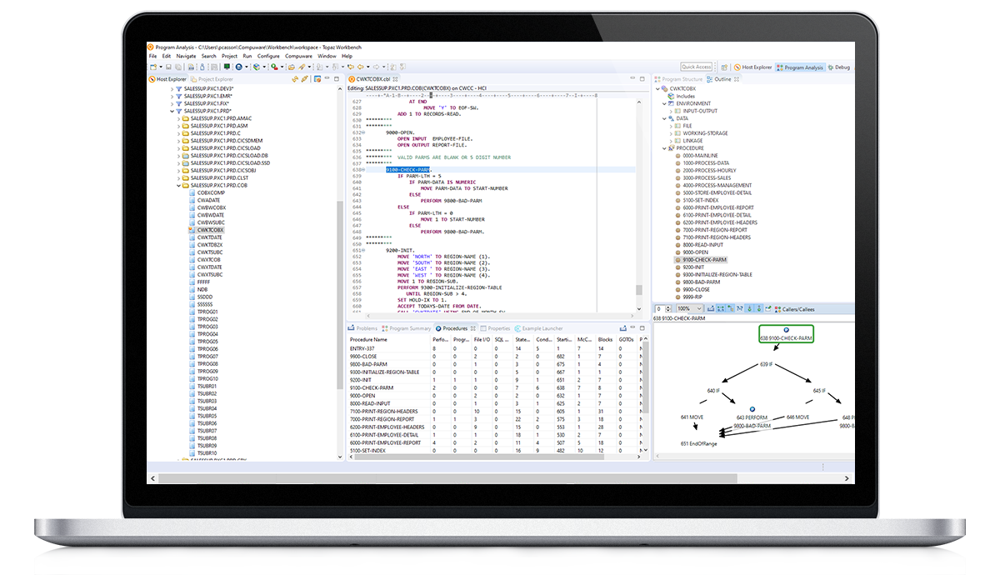 Program Analysis - C:\Users\pcasson\Compuware\Workbench\workspace - Topaz Workbench
File Edit Navigate Search Project Run Configure Compuware Window Help
Quick Access Host Explorer Program Analysis Debug
Host Explorer Project Explorer
SALESSUP.PXC1.DEV3*
SALESSUP.PXC1.EMR*
SALESSUP.PXC1.FIX*
SALESSUP.PXC1.PRD*
SALESSUP.PXC1.PRD.AMAC
SALESSUP.PXC1.PRD.ASM
SALESSUP.PXC1.PRD.C
SALESSUP.PXC1.PRD.CICSDMEM
SALESSUP.PXC1.PRD.CICSLOAD
SALESSUP.PXC1.PRD.CICSLOAD.DB
SALESSUP.PXC1.PRD.CICSLOAD.SSD
SALESSUP.PXC1.PRD.CICSOBJ
SALESSUP.PXC1.PRD.CLST
SALESSUP.PXC1.PRD.COB
COBXCOMP
CWADATE
CWBWCOBX
CWBWDATE
CWBWSUBC
CWKTCOBX
CWKTDATE
CWKTDB2X
CWKTSUBC
CWXTCOB
CWXTDATE
CWXTSUBC
FFFFF
NDB
SSDDD
SSSSSS
TPROG01
TPROG02
TPROG03
TPROG04
TPROG05
TPROG06
TPROG07
TPROG08
TPROG09
TPROG10
TSUBR01
TSUBR02
TSUBR03
TSUBR04
TSUBR05
TSUBR06
TSUBR07
TSUBR08
TSUBR09
TSUBR10
CWKTCOBX.cbl
Editing: SALESSUP.PXC1.PRD.COB(CWKTCOBX) on CWCC - HCI
627 AT END
628 MOVE 'Y' TO EOF-SW.
629 ADD 1 TO RECORDS-READ.
630 ********
631 ********
632 9000-OPEN.
633 OPEN INPUT EMPLOYEE-FILE.
634 OPEN OUTPUT REPORT-FILE.
635 ********
636 ******** VALID PARMS ARE BLANK OR 5 DIGIT NUMBER
637 ********
638 9100-CHECK-PARM.
639 IF PARM-LTH = 5
640 IF PARM-DATA IS NUMERIC
641 MOVE PARM-DATA TO START-NUMBER
642 ELSE
643 PERFORM 9800-BAD-PARM
644 ELSE
645 IF PARM-LTH = 0
646 MOVE 1 TO START-NUMBER
647 ELSE
648 PERFORM 9800-BAD-PARM.
649 ********
650 ********
651 9200-INIT.
652 MOVE 'NORTH' TO REGION-NAME (1).
653 MOVE 'SOUTH' TO REGION-NAME (2).
654 MOVE 'EAST ' TO REGION-NAME (3).
655 MOVE 'WEST ' TO REGION-NAME (4).
656 MOVE 1 TO REGION-SUB.
657 PERFORM 9300-INITIALIZE-REGION-TABLE
658 UNTIL REGION-SUB > 4.
659 SET HOLD-IX TO 1.
660 ACCEPT TODAYS-DATE FROM DATE.
Program Structure Outline
CWKTCOBX
Includes
ENVIRONMENT
INPUT-OUTPUT
DATA
FILE
WORKING-STORAGE
LINKAGE
PROCEDURE
0000-MAINLINE
1000-PROCESS-DATA
2000-PROCESS-HOURLY
3000-PROCESS-SALES
4000-PROCESS-MANAGEMENT
5000-STORE-EMPLOYEE-DETAIL
5100-SET-INDEX
6000-PRINT-EMPLOYEE-REPORT
6100-PRINT-EMPLOYEE-DETAIL
6200-PRINT-EMPLOYEE-HEADERS
7000-PRINT-REGION-REPORT
7100-PRINT-REGION-HEADERS
8000-READ-INPUT
9000-OPEN
9100-CHECK-PARM
9200-INIT
9300-INITIALIZE-REGION-TABLE
9800-BAD-PARM
9900-CLOSE
9999-RIP
Problems Program Summary Procedures Properties Example Launcher
Procedure Name Perfo... Progr... File I/O SQL ... State... Cond... Starti... McC... Blocks GOTOs
ENTRY-337 8 0 0 0 14 5 1 7 14 0
9900-CLOSE 0 0 2 0 2 0 682 1 7 0
9800-BAD-PARM 0 0 1 0 3 0 675 1 4 0
9300-INITIALIZE-REGION-TABLE 0 0 0 0 5 0 667 1 1 0
9200-INIT 1 1 1 0 9 1 651 2 7 0
9100-CHECK-PARM 2 0 0 0 7 6 638 7 8 0
9000-OPEN 0 0 2 0 2 0 632 1 7 0
8000-READ-INPUT 0 0 1 0 3 1 625 2 7 0
7100-PRINT-REGION-HEADERS 0 0 10 0 15 0 605 1 31 0
7000-PRINT-REGION-REPORT 1 1 3 0 22 2 575 3 18 0
6200-PRINT-EMPLOYEE-HEADERS 0 0 9 0 15 0 553 1 28 0
6100-PRINT-EMPLOYEE-DETAIL 1 0 1 0 18 1 530 2 7 0
6000-PRINT-EMPLOYEE-REPORT 4 0 2 0 11 4 507 5 18 0
5100-SET-INDEX 0 0 0 0 16 9 482 10 12 0
0 100% Callers/Callees
638 9100-CHECK-PARM
638 9100-CHECK-PARM
639 IF
640 IF 645 IF
641 MOVE 643 PERFORM 646 MOVE
9800-BAD-PARM
651 EndOfRange